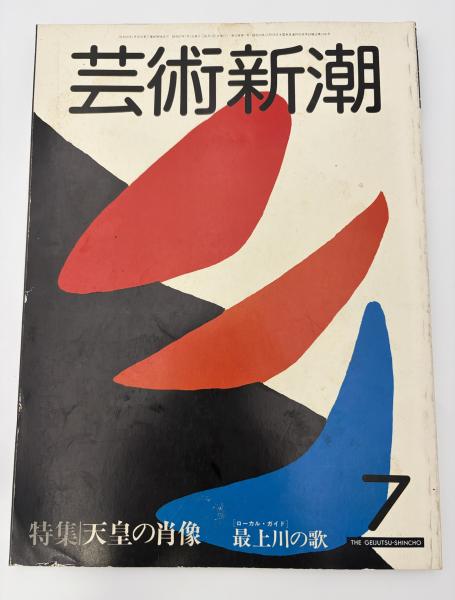 芸術新潮
特集 天皇の肖像
[ローカル・ガイド]
最上川の歌
7
THE GEIJUTSU-SHINCHO